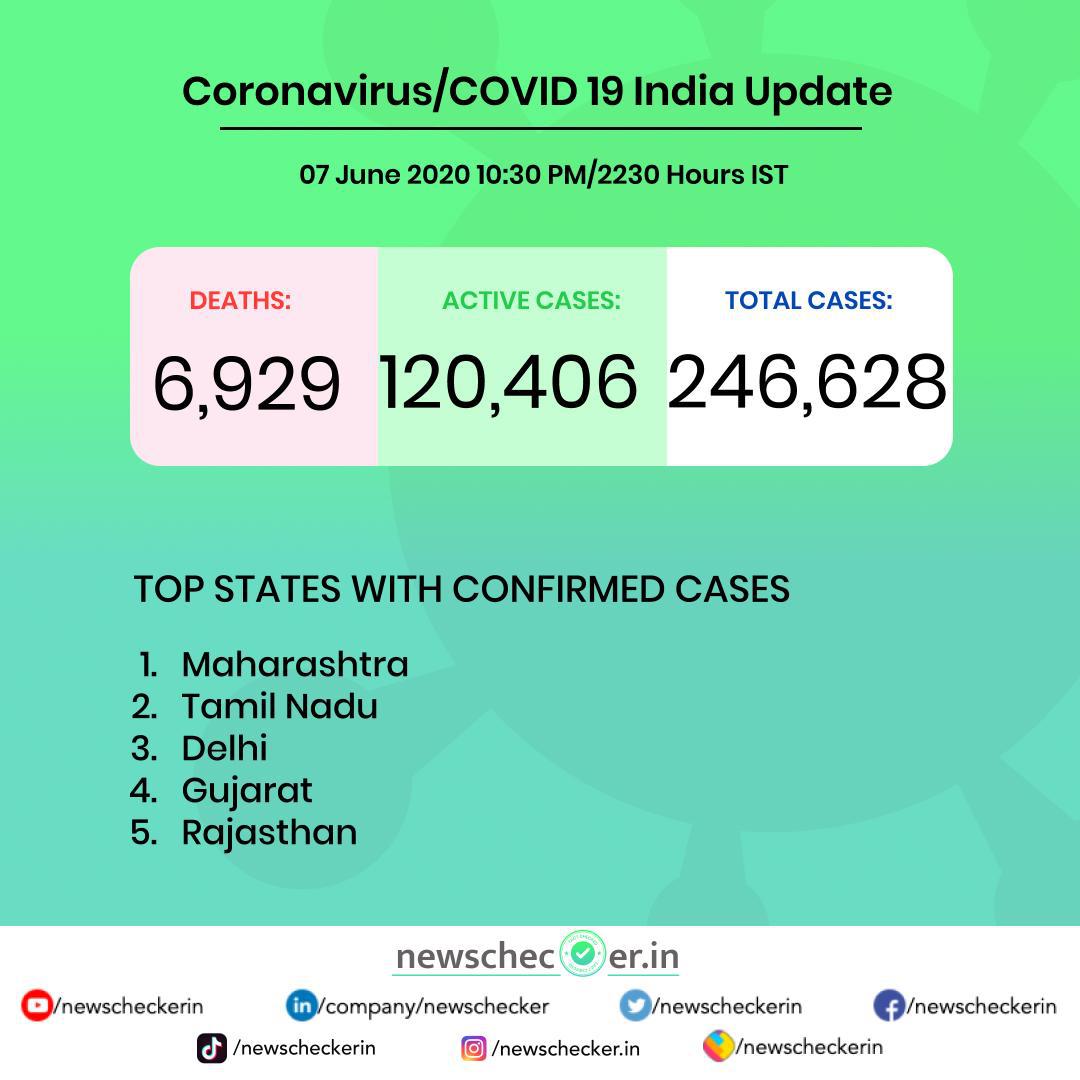 Coronavirus/COVID 19 India Update
07 June 2020 10:30 PM/2230 Hours IST
DEATHS: ACTIVE CASES: TOTAL CASES:
6,929 120,406 246,628
TOP STATES WITH CONFIRMED CASES
1. Maharashtra
2. Tamil Nadu
3. Delhi
4. Gujarat
5. Rajasthan
newschecker.in
/newscheckerin /company/newschecker /newscheckerin /newscheckerin
/newscheckerin /newschecker.in /newscheckerin